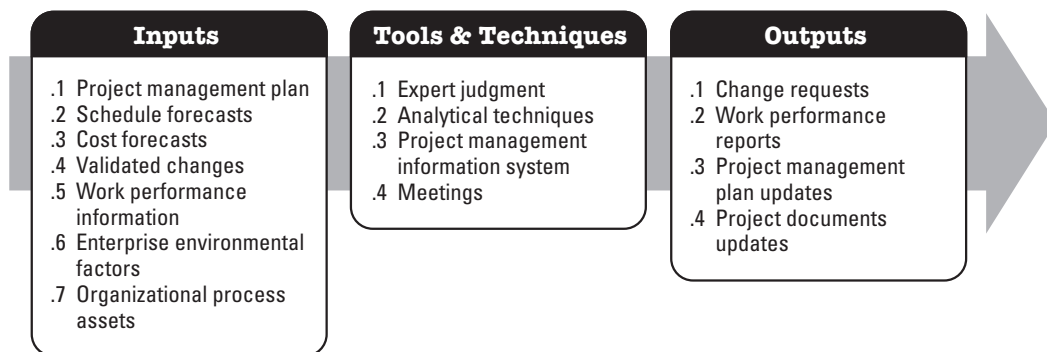 Inputs
.1 Project management plan
.2 Schedule forecasts
.3 Cost forecasts
.4 Validated changes
.5 Work performance
information
.6 Enterprise environmental
factors
.7 Organizational process
assets
Tools & Techniques
.1 Expert judgment
.2 Analytical techniques
.3 Project management
information system
.4 Meetings
Outputs
.1 Change requests
.2 Work performance
reports
.3 Project management
plan updates
.4 Project documents
updates